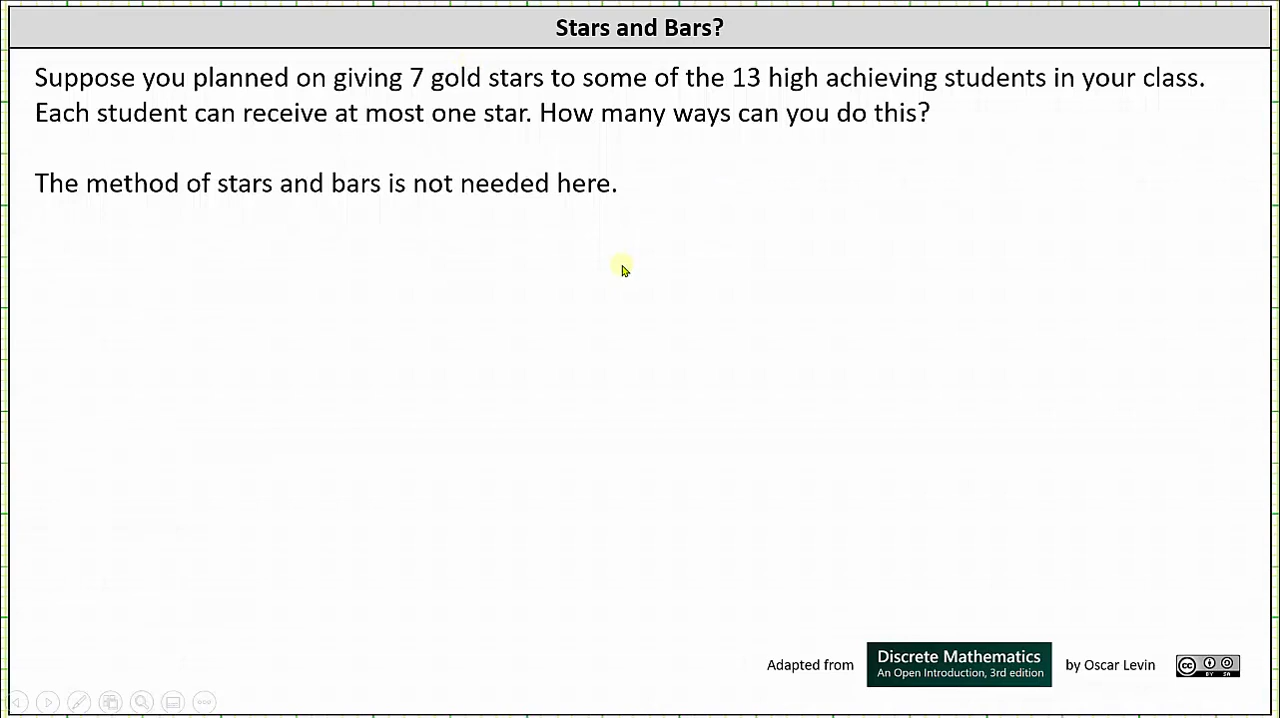 Stars and Bars?
Suppose you planned on giving 7 gold stars to some of the 13 high achieving students in your class.
Each student can receive at most one star. How many ways can you do this?
The method of stars and bars is not needed here.
Adapted from Discrete Mathematics by Oscar Levin
An Open Introduction, 3rd edition
CC BY SA